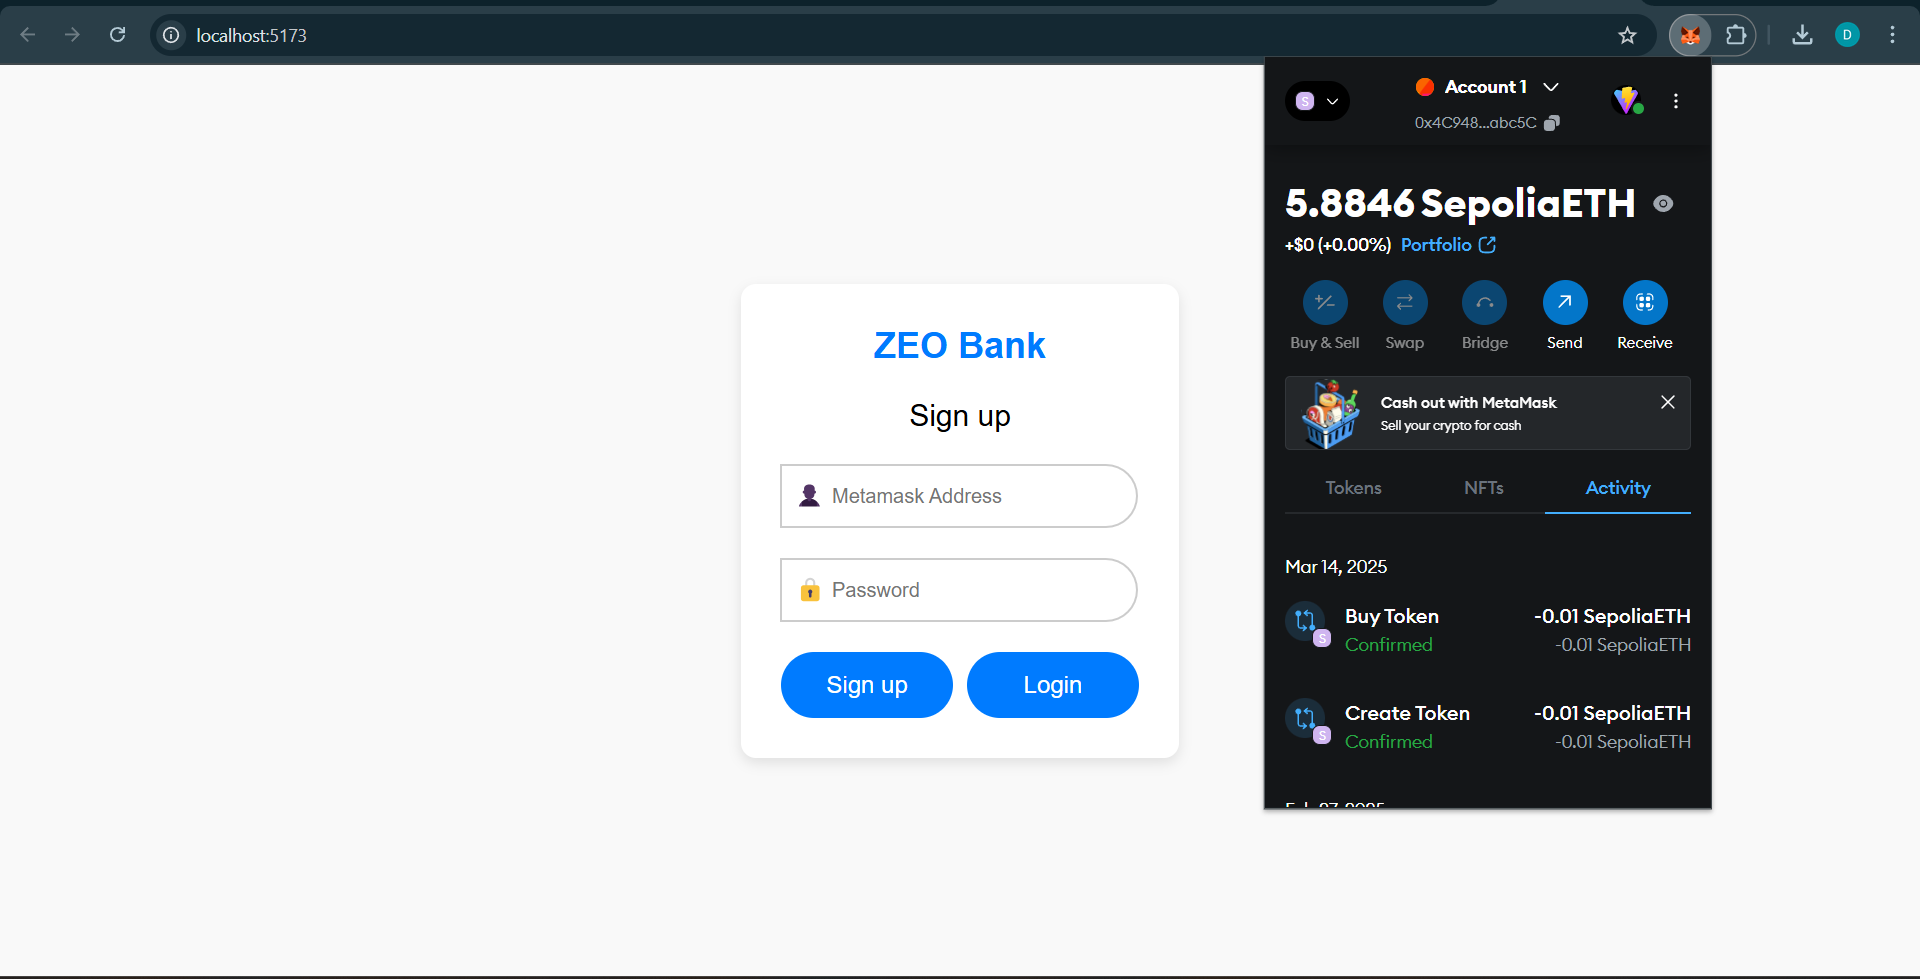 localhost:5173
D
S
Account 1
0x4C948...abc5C
5.8846 SepoliaETH
+$0 (+0.00%) Portfolio
Buy & Sell Swap Bridge Send Receive
Cash out with MetaMask
Sell your crypto for cash
Tokens NFTs Activity
Mar 14, 2025
Buy Token -0.01 SepoliaETH
S
Confirmed -0.01 SepoliaETH
Create Token -0.01 SepoliaETH
S
Confirmed -0.01 SepoliaETH
ZEO Bank
Sign up
Metamask Address
Password
Sign up Login